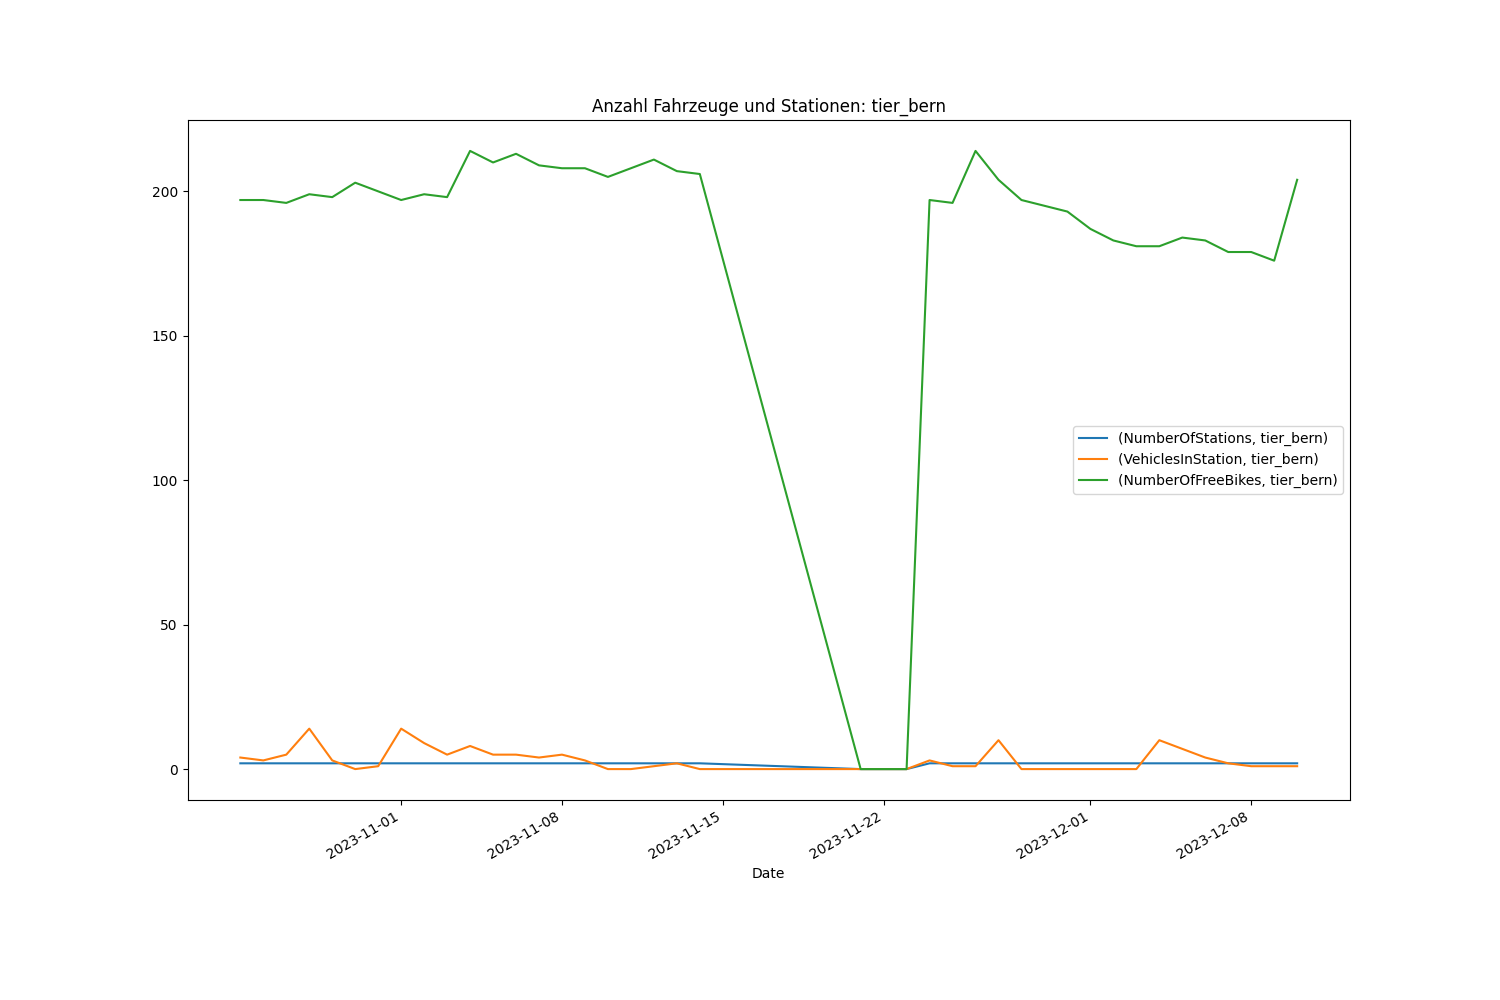 Anzahl Fahrzeuge und Stationen: tier_bern
200
150
100
50
0
(NumberOfStations, tier_bern)
(VehiclesInStation, tier_bern)
(NumberOfFreeBikes, tier_bern)
2023-11-01
2023-11-08
2023-11-15
2023-11-22
2023-12-01
2023-12-08
Date